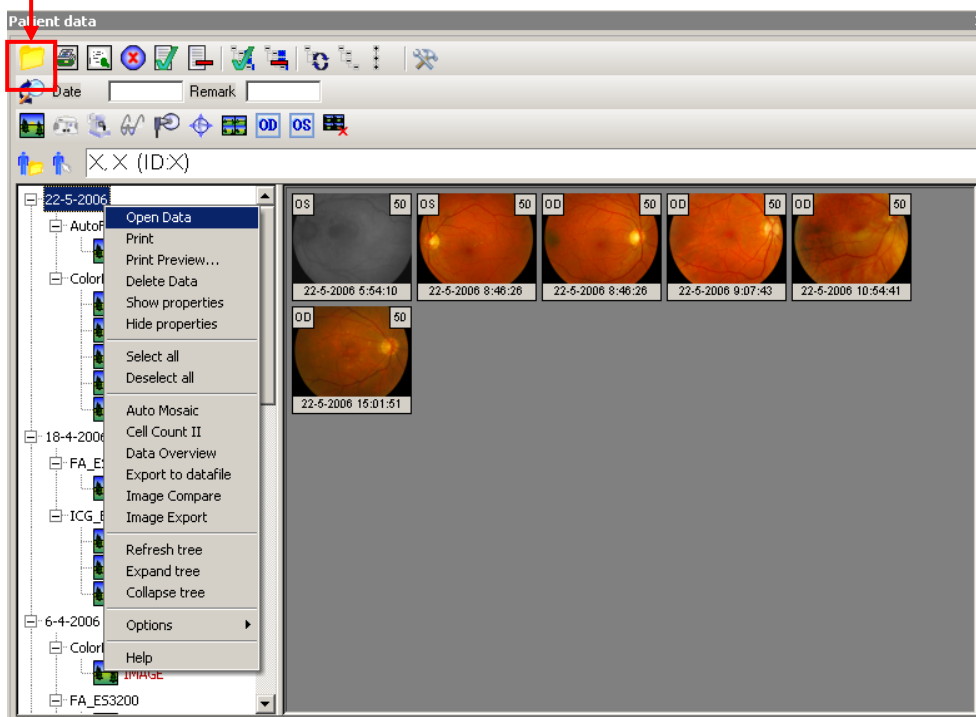 Patient data
Date Remark
OD OS
X, X (ID:X)
22-5-2006
Open Data
Print
Print Preview...
Delete Data
Show properties
Hide properties
Select all
Deselect all
Auto Mosaic
Cell Count II
Data Overview
Export to datafile
Image Compare
Image Export
Refresh tree
Expand tree
Collapse tree
Options
Help
18-4-2006
6-4-2006
IMAGE
FA_ES3200
OS 50 OS 50 OD 50 OD 50 OD 50
22-5-2006 5:54:10 22-5-2006 8:46:26 22-5-2006 8:46:26 22-5-2006 9:07:43 22-5-2006 10:54:41
OD 50
22-5-2006 15:01:51